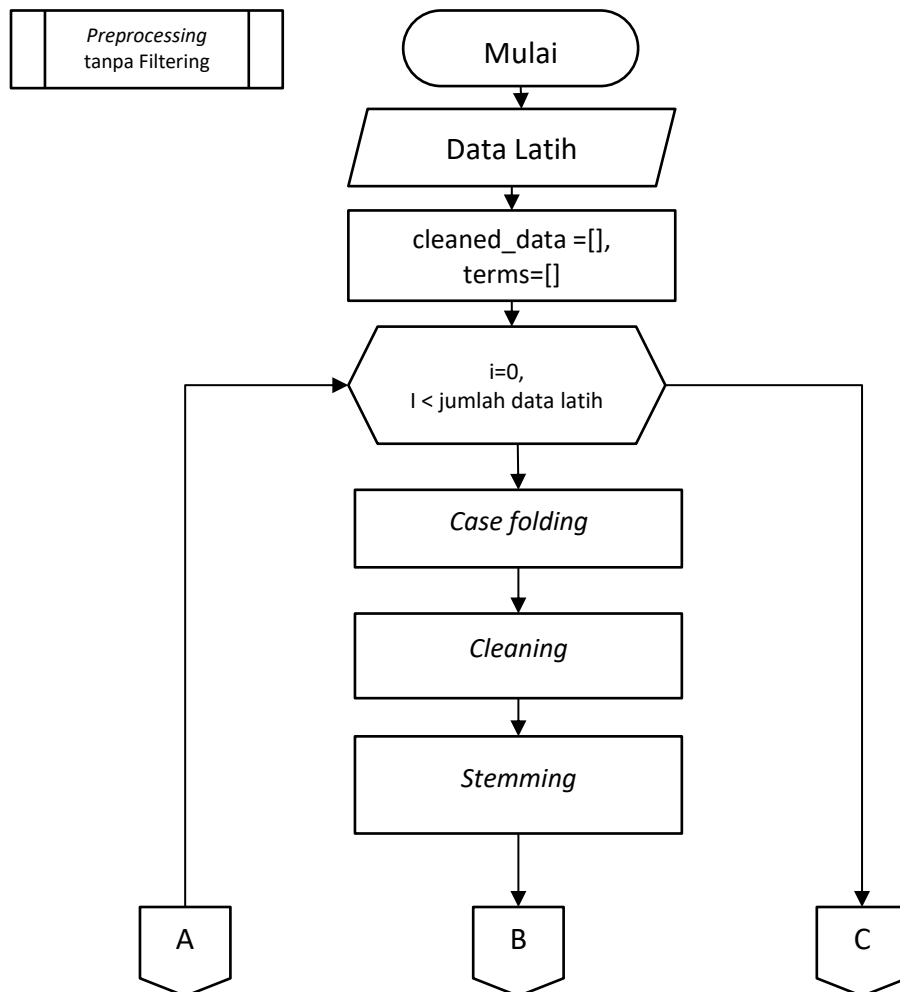 Preprocessing
tanpa Filtering
Mulai
Data Latih
cleaned_data =[],
terms=[]
i=0,
I < jumlah data latih
Case folding
Cleaning
Stemming
A
B
C